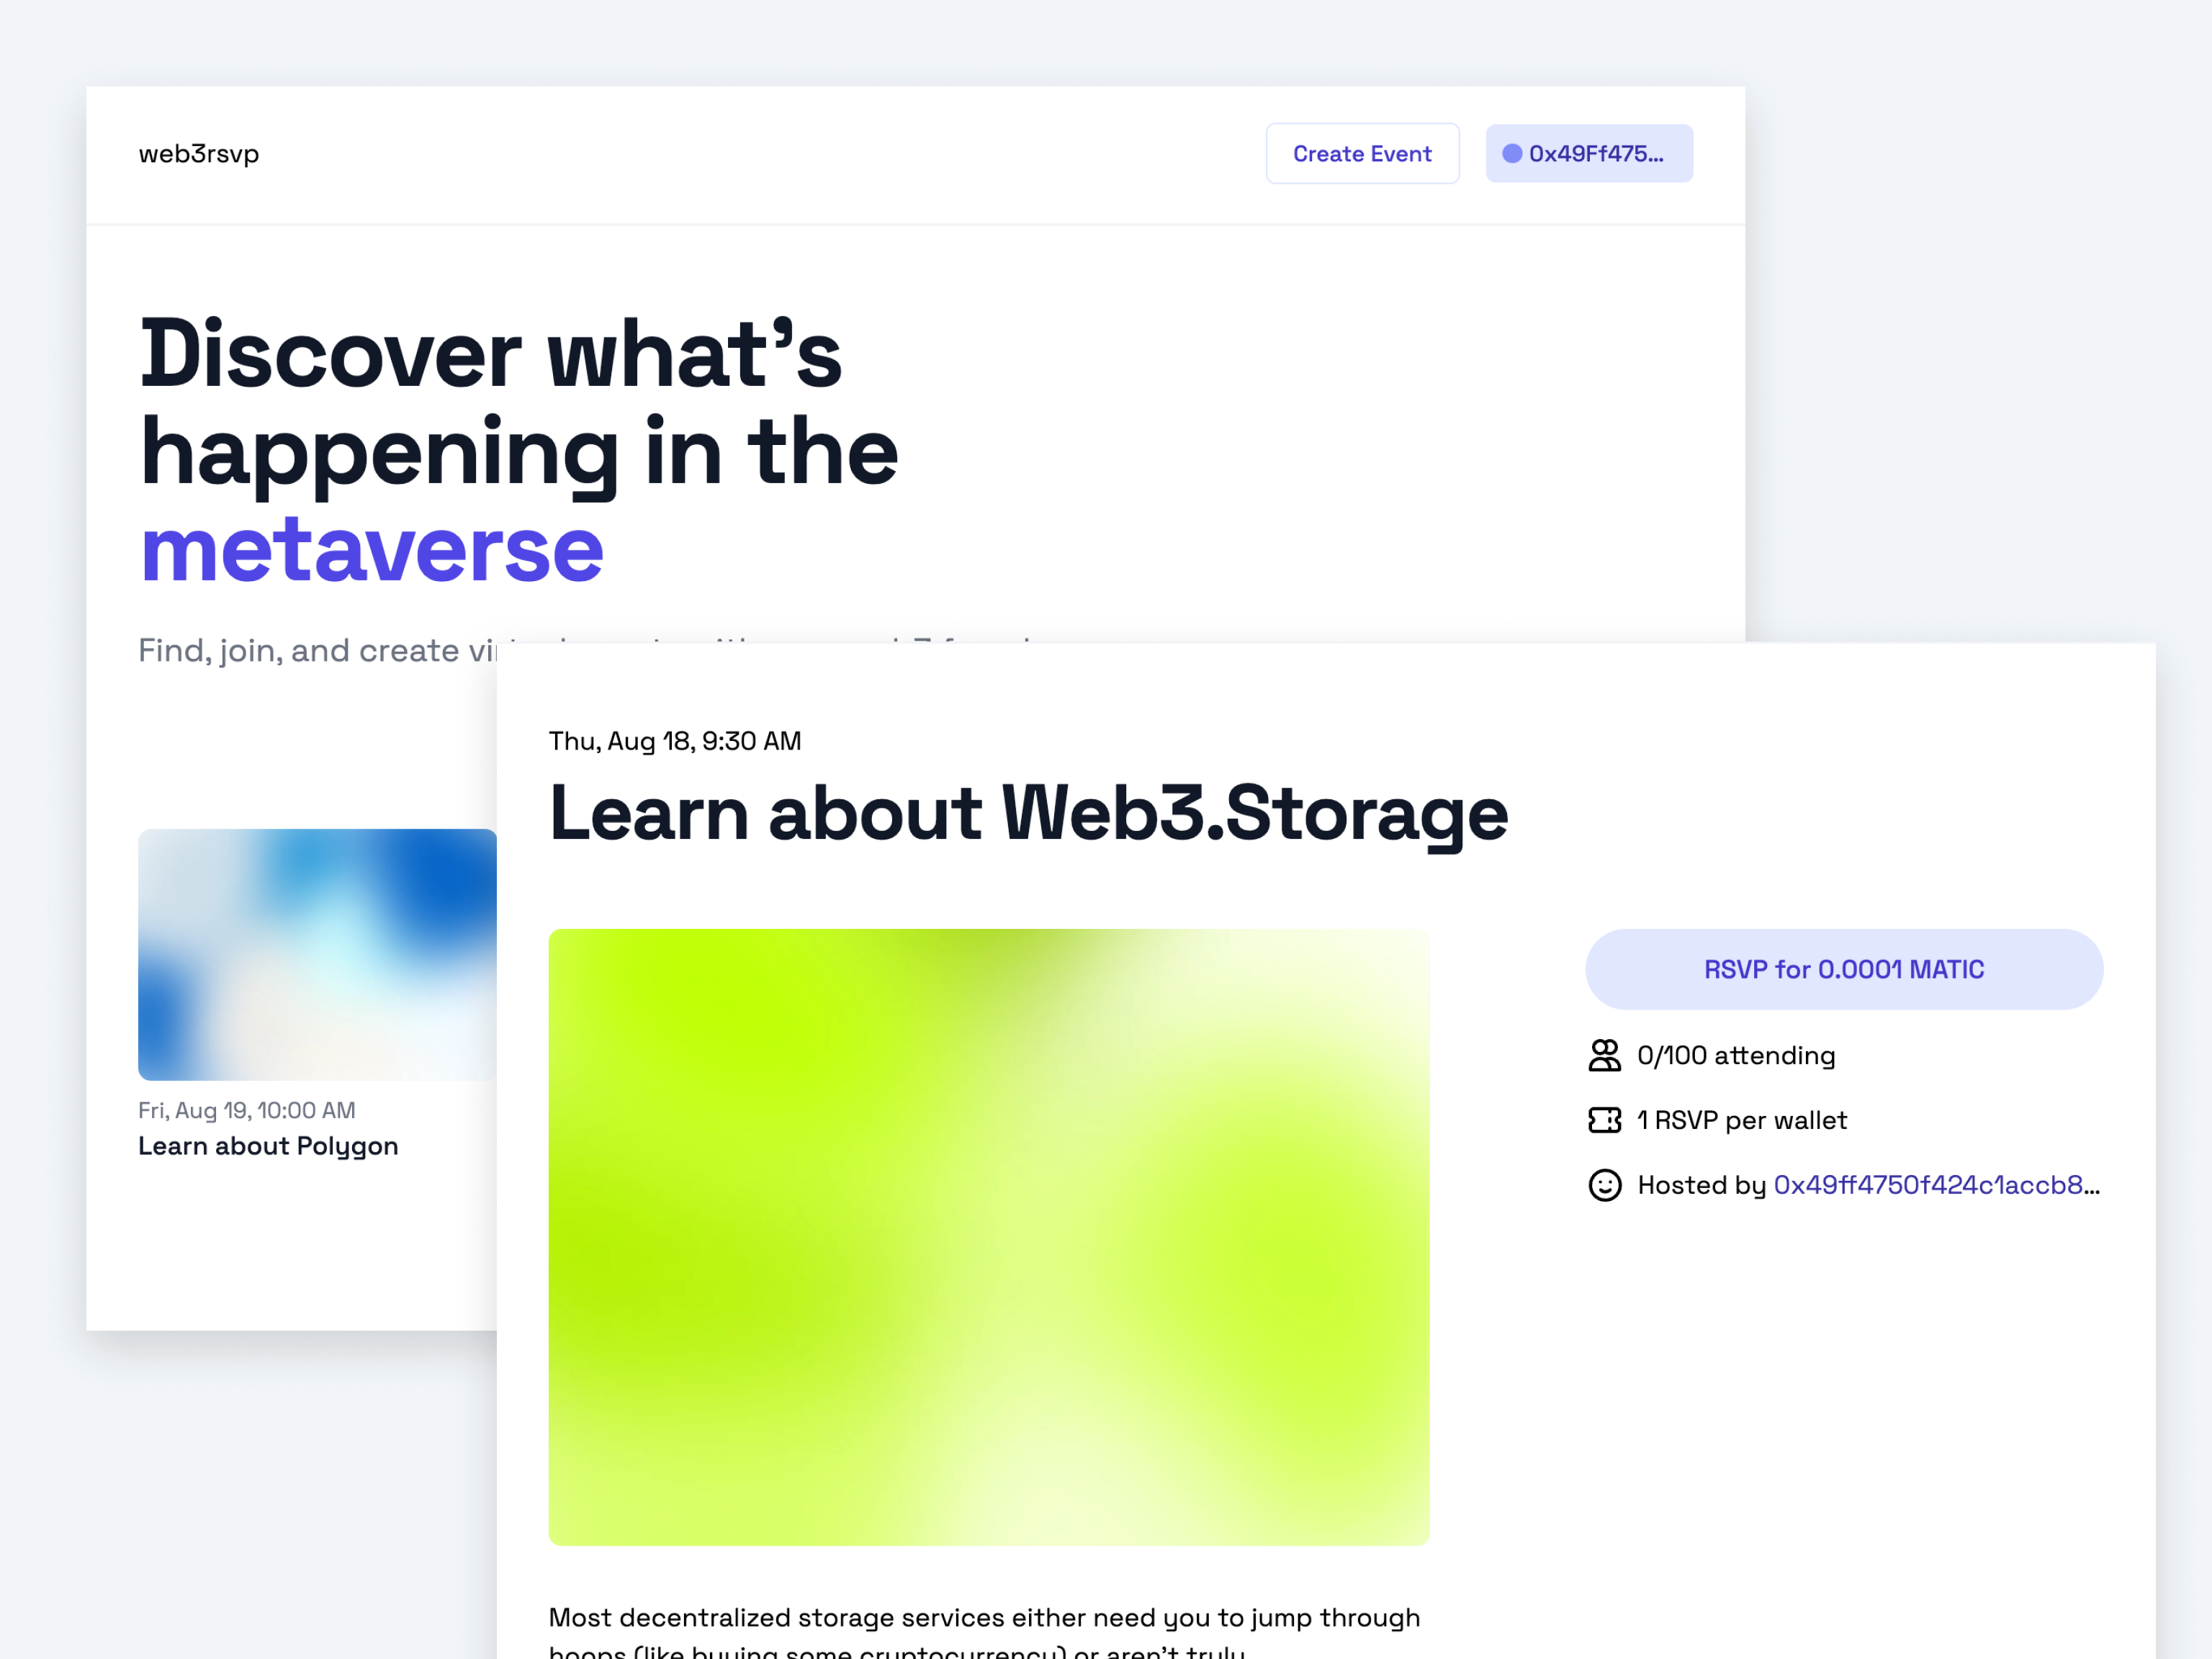 web3rsvp
Create Event
0x49Ff475...
Discover what's
happening in the
metaverse
Find, join, and create
Fri, Aug 19, 10:00 AM
Learn about Polygon
Thu, Aug 18, 9:30 AM
Learn about Web3.Storage
RSVP for 0.0001 MATIC
0/100 attending
1 RSVP per wallet
Hosted by 0x49ff4750f424c1accb8...
Most decentralized storage services either need you to jump through
hoops (like buying some cryptocurrency) or aren't truly